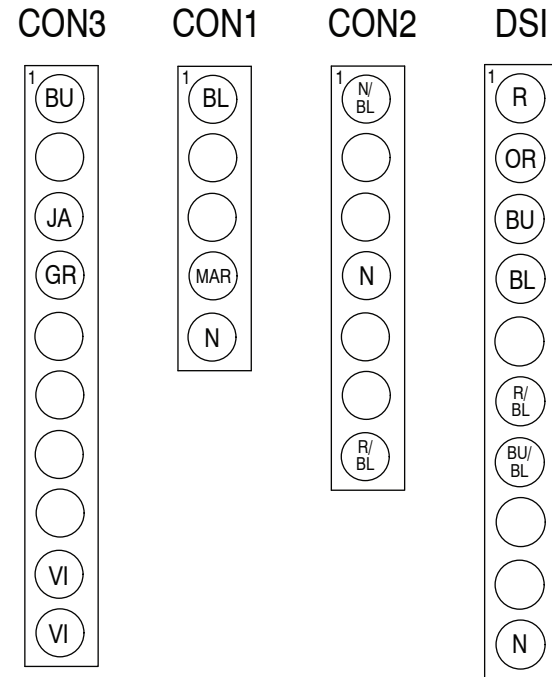 CON3
1
BU
JA
GR
VI
VI
CON1
1
BL
MAR
N
CON2
1
N/
BL
N
R/
BL
DSI
1
R
OR
BU
BL
R/
BL
BU/
BL
N